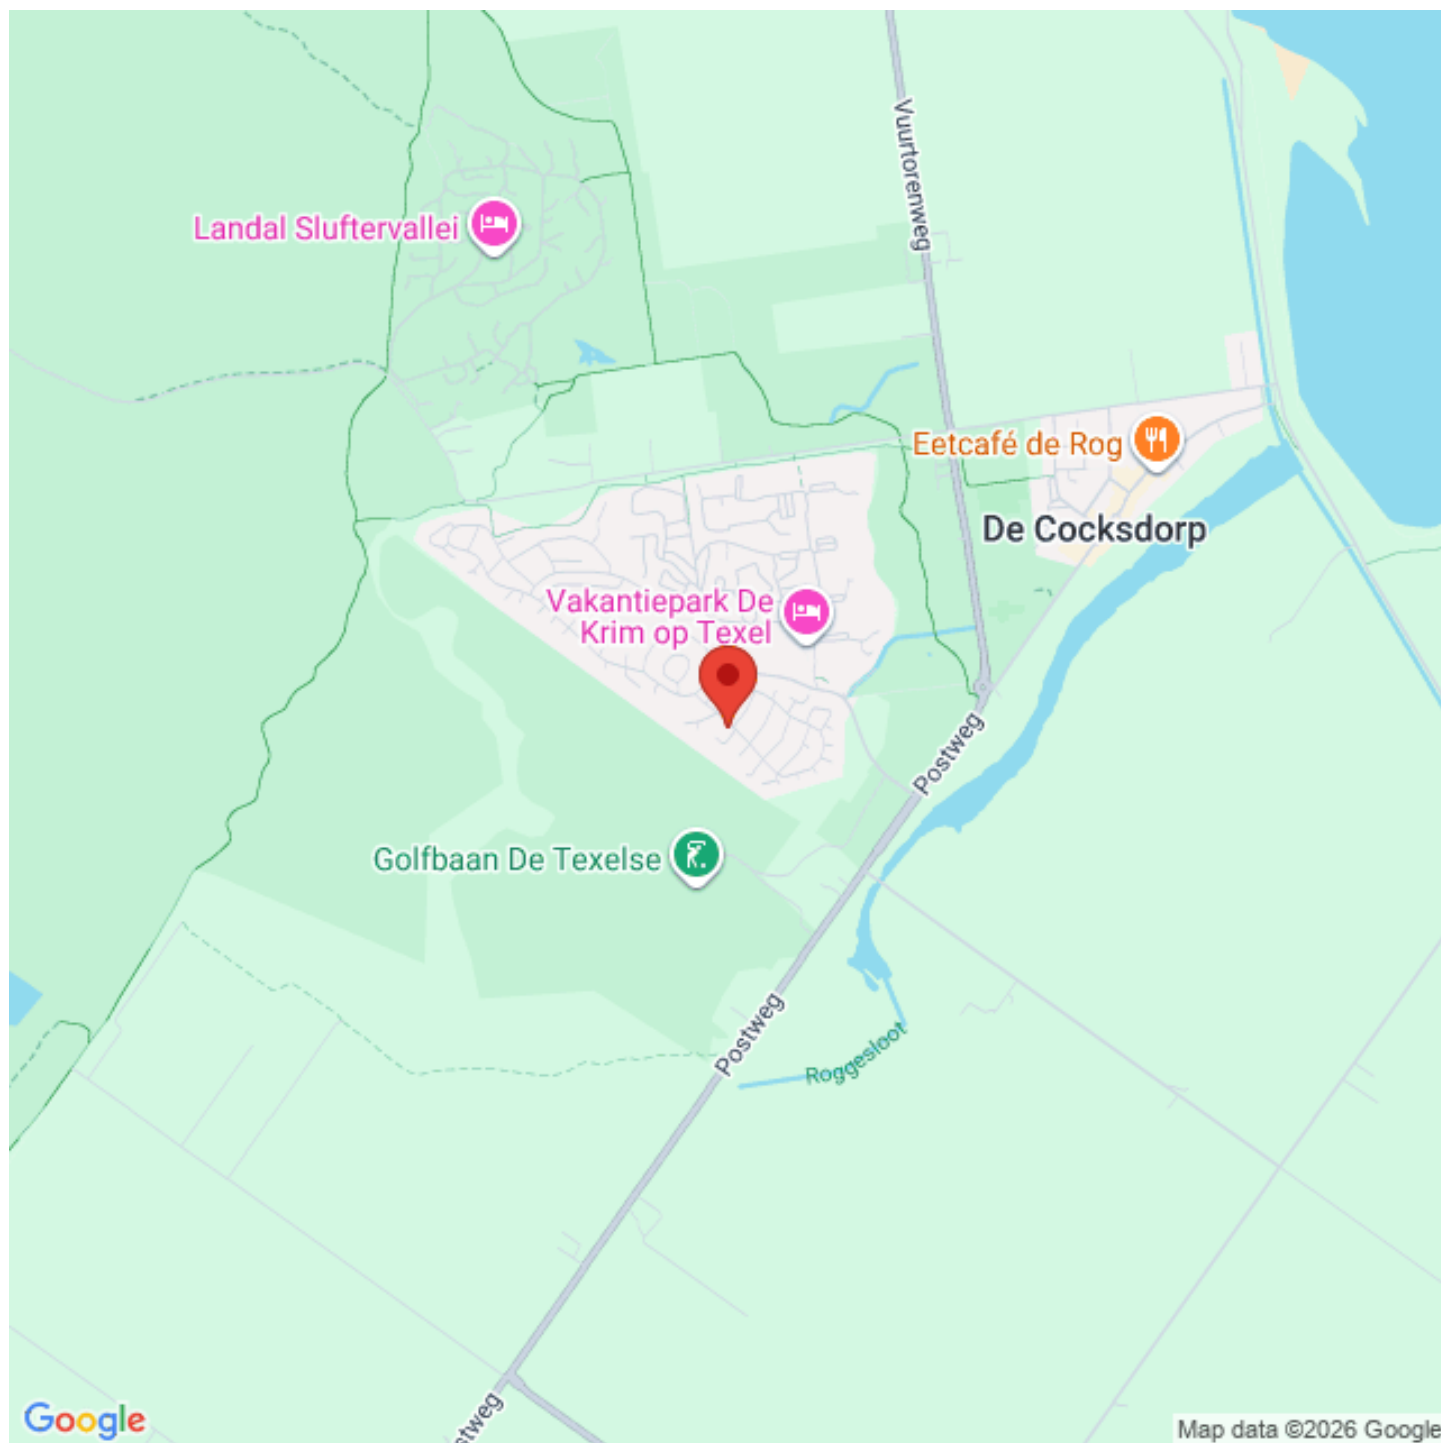 Vuurtorenweg
Landal Sluftervallei
Eetcafé de Rog
De Cocksdorp
Vakantiepark De
Krim op Texel
Postweg
Golfbaan De Texelse
Postweg
Roggesloot
stweg
Google
Map data ©2026 Google